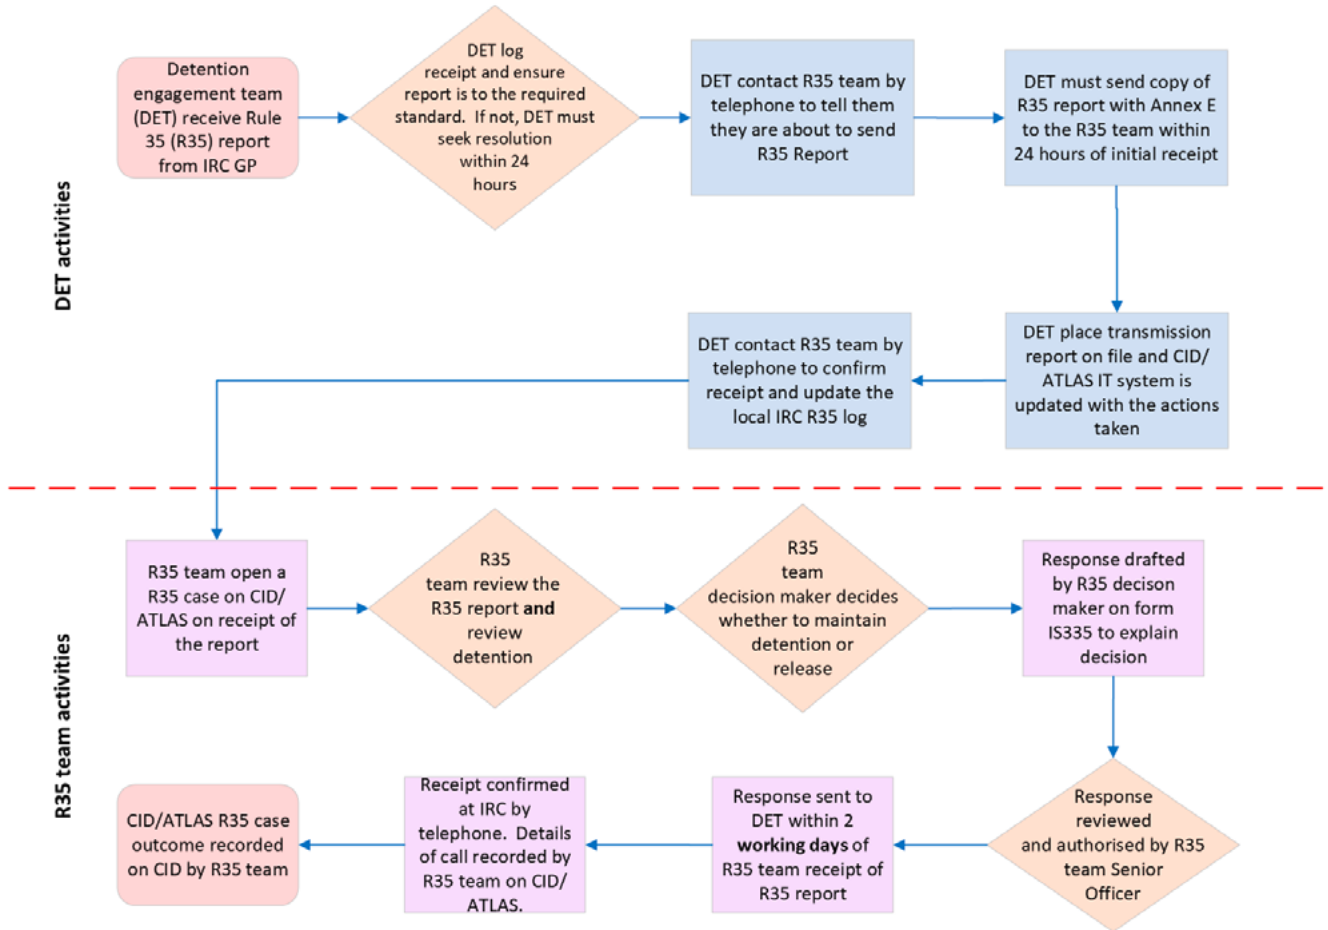 DET activities
Detention
engagement team
(DET) receive Rule
35 (R35) report
from IRC GP
DET log
receipt and ensure
report is to the required
standard.  If not, DET must
seek resolution
within 24
hours
DET contact R35 team by
telephone to tell them
they are about to send
R35 Report
DET must send copy of
R35 report with Annex E
to the R35 team within
24 hours of initial receipt
DET place transmission
report on file and CID/
ATLAS IT system is
updated with the actions
taken
DET contact R35 team by
telephone to confirm
receipt and update the
local IRC R35 log
R35 team activities
R35 team open a
R35 case on CID/
ATLAS on receipt of
the report
R35
team review the
R35 report and
review
detention
R35
team
decision maker decides
whether to maintain
detention or
release
Response drafted
by R35 decison
maker on form
IS335 to explain
decision
Response
reviewed
and authorised by R35
team Senior
Officer
Response sent to
DET within 2
working days of
R35 team receipt of
R35 report
Receipt confirmed
at IRC by
telephone.  Details
of call recorded by
R35 team on CID/
ATLAS.
CID/ATLAS R35 case
outcome recorded
on CID by R35 team